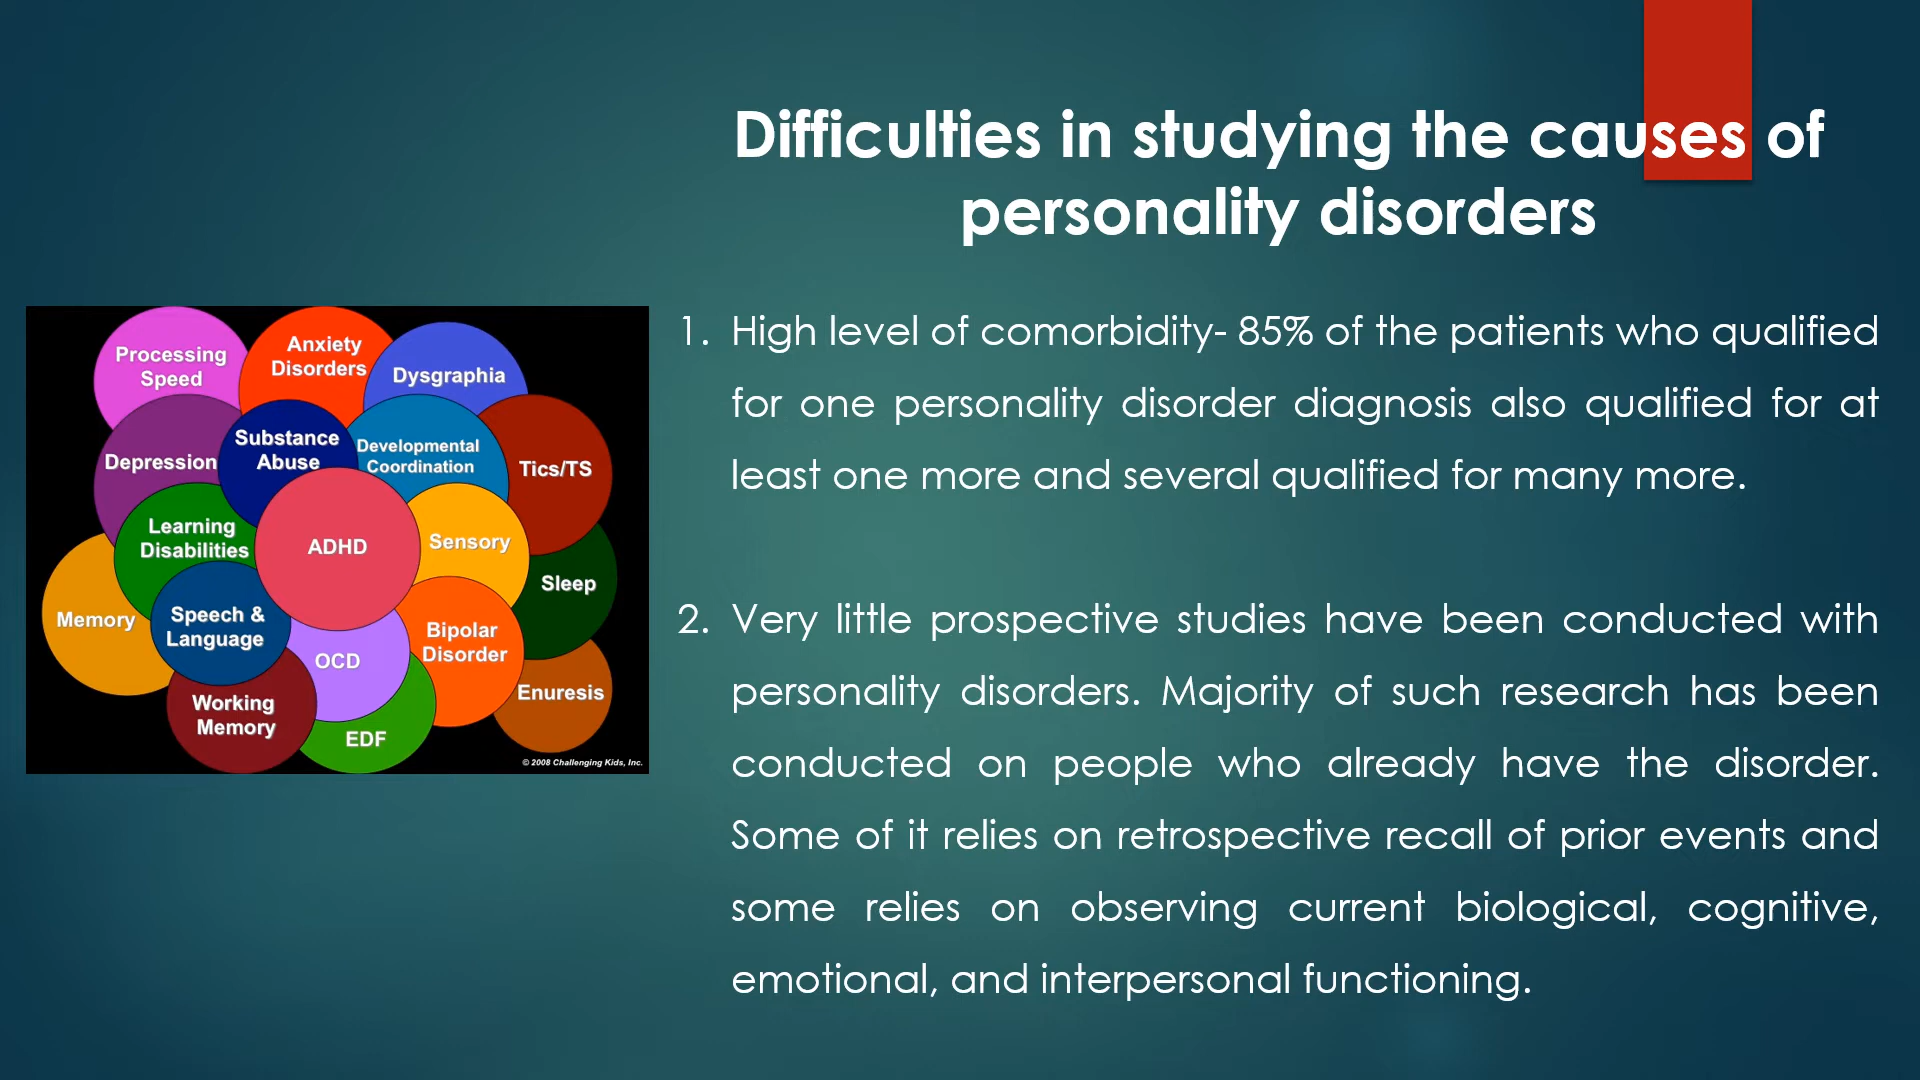 Difficulties in studying the causes of
personality disorders
Processing
Speed
Anxiety
Disorders
Dysgraphia
Depression
Substance
Abuse
Developmental
Coordination
Tics/TS
Learning
Disabilities
ADHD
Sensory
Sleep
Memory
Speech &
Language
OCD
Bipolar
Disorder
Enuresis
Working
Memory
EDF
© 2008 Challenging Kids, Inc.
1. High level of comorbidity- 85% of the patients who qualified
for one personality disorder diagnosis also qualified for at
least one more and several qualified for many more.
2. Very little prospective studies have been conducted with
personality disorders. Majority of such research has been
conducted on people who already have the disorder.
Some of it relies on retrospective recall of prior events and
some relies on observing current biological, cognitive,
emotional, and interpersonal functioning.